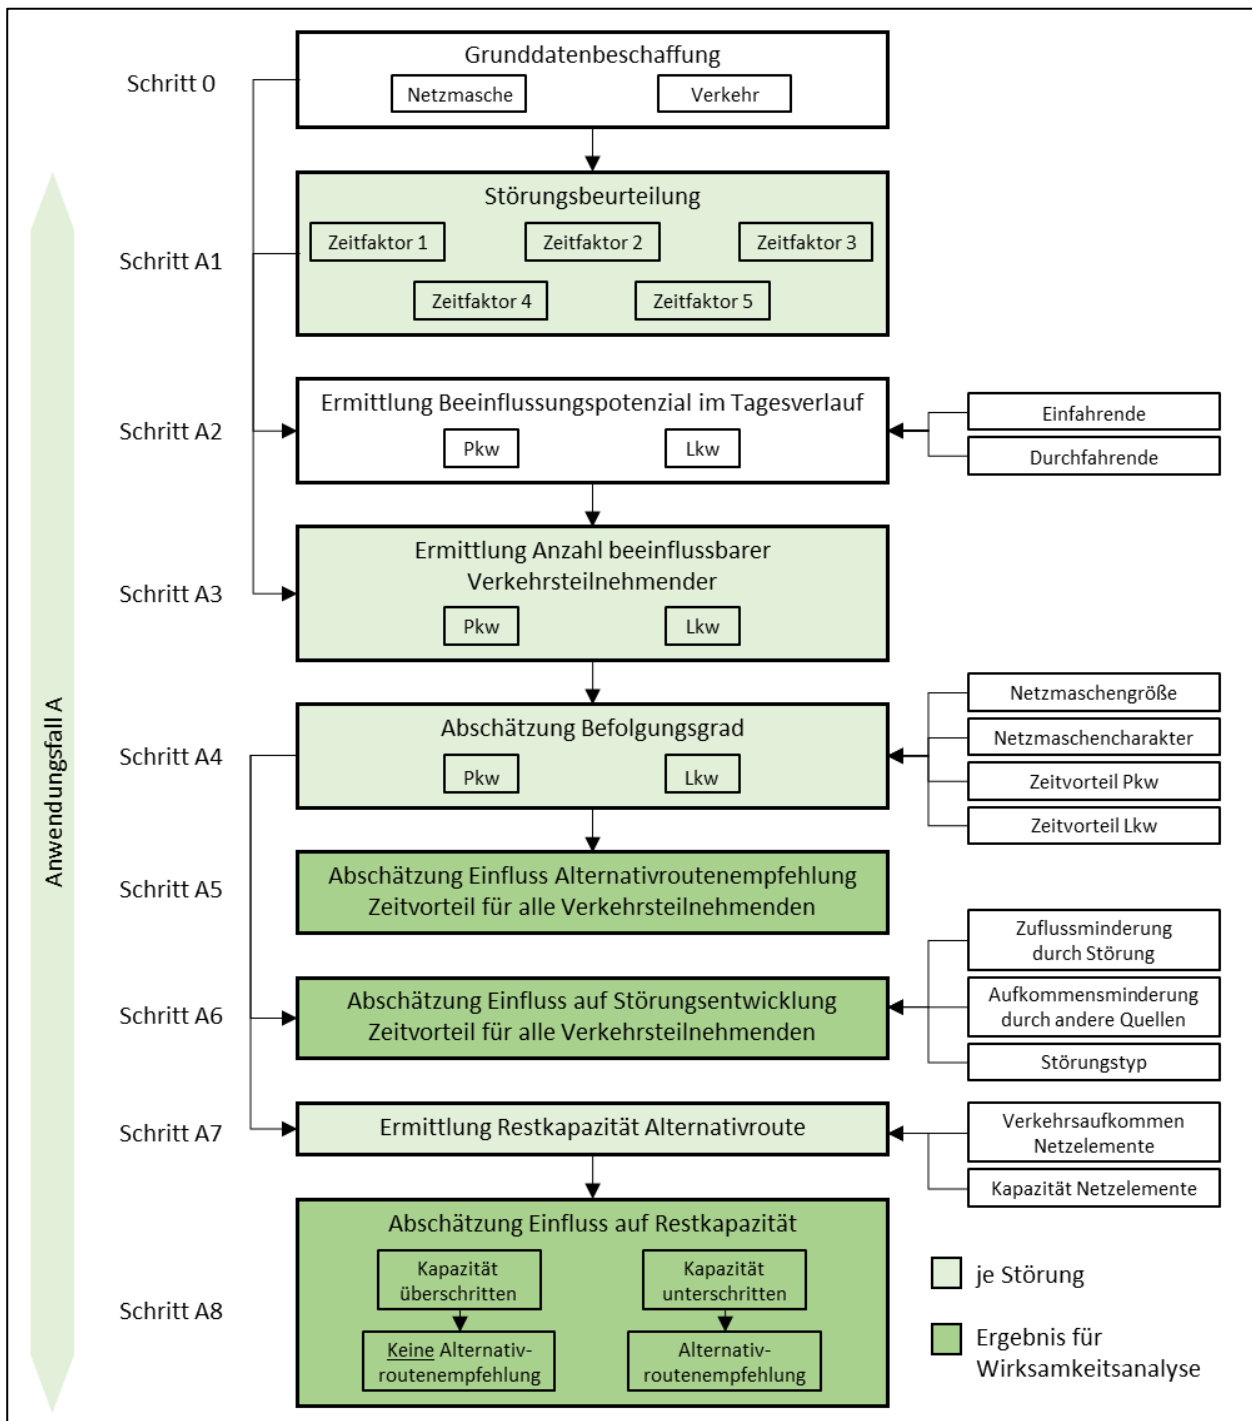 Schritt 0
Grunddatenbeschaffung
Netzmasche
Verkehr
Anwendungsfall A
Schritt A1
Störungsbeurteilung
Zeitfaktor 1
Zeitfaktor 2
Zeitfaktor 3
Zeitfaktor 4
Zeitfaktor 5
Schritt A2
Ermittlung Beeinflussungspotenzial im Tagesverlauf
Pkw
Lkw
Einfahrende
Durchfahrende
Schritt A3
Ermittlung Anzahl beeinflussbarer
Verkehrsteilnehmender
Pkw
Lkw
Schritt A4
Abschätzung Befolgungsgrad
Pkw
Lkw
Netzmaschengröße
Netzmaschencharakter
Zeitvorteil Pkw
Zeitvorteil Lkw
Schritt A5
Abschätzung Einfluss Alternativroutenempfehlung
Zeitvorteil für alle Verkehrsteilnehmenden
Schritt A6
Abschätzung Einfluss auf Störungsentwicklung
Zeitvorteil für alle Verkehrsteilnehmenden
Zuflussminderung
durch Störung
Aufkommensminderung
durch andere Quellen
Störungstyp
Schritt A7
Ermittlung Restkapazität Alternativroute
Verkehrsaufkommen
Netzelemente
Kapazität Netzelemente
Schritt A8
Abschätzung Einfluss auf Restkapazität
Kapazität
überschritten
Keine Alternativ-
routenempfehlung
Kapazität
unterschritten
Alternativ-
routenempfehlung
je Störung
Ergebnis für
Wirksamkeitsanalyse